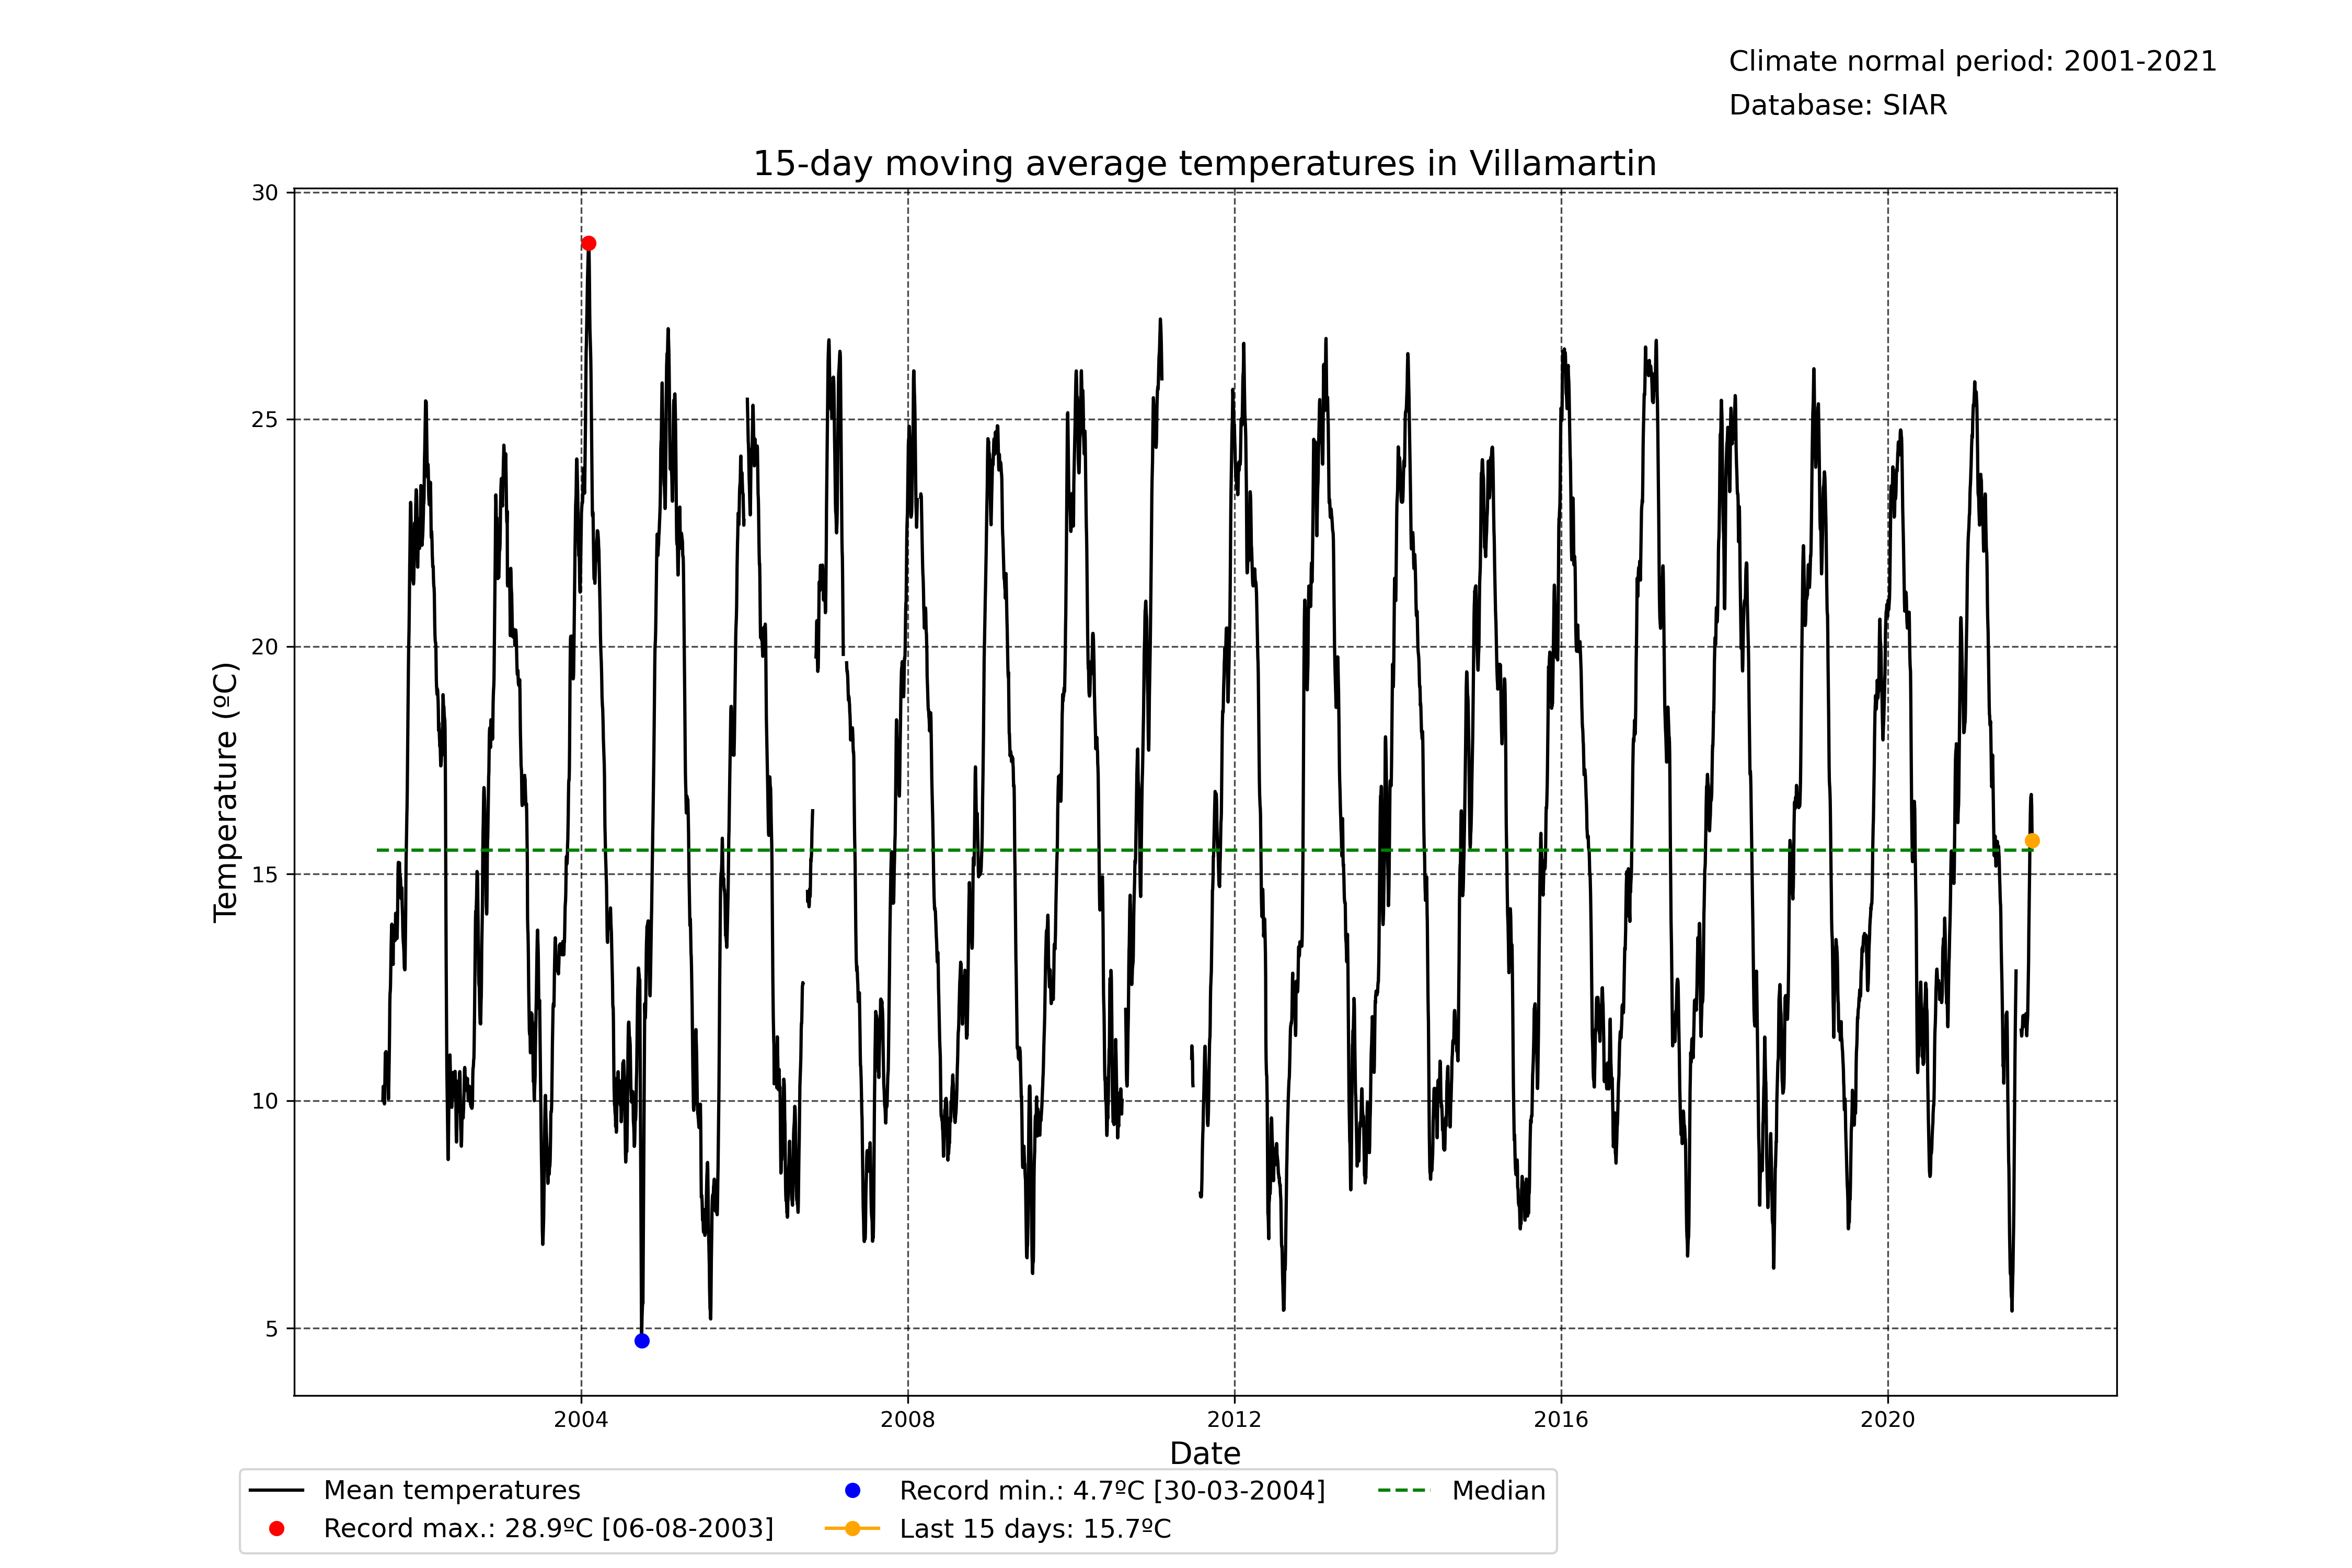 Climate normal period: 2001-2021
Database: SIAR
15-day moving average temperatures in Villamartin
30
25
20
15
10
5
Temperature (ºC)
2004 2008 2012 2016 2020
Date
Mean temperatures
Record max.: 28.9ºC [06-08-2003]
Record min.: 4.7ºC [30-03-2004]
Last 15 days: 15.7ºC
Median